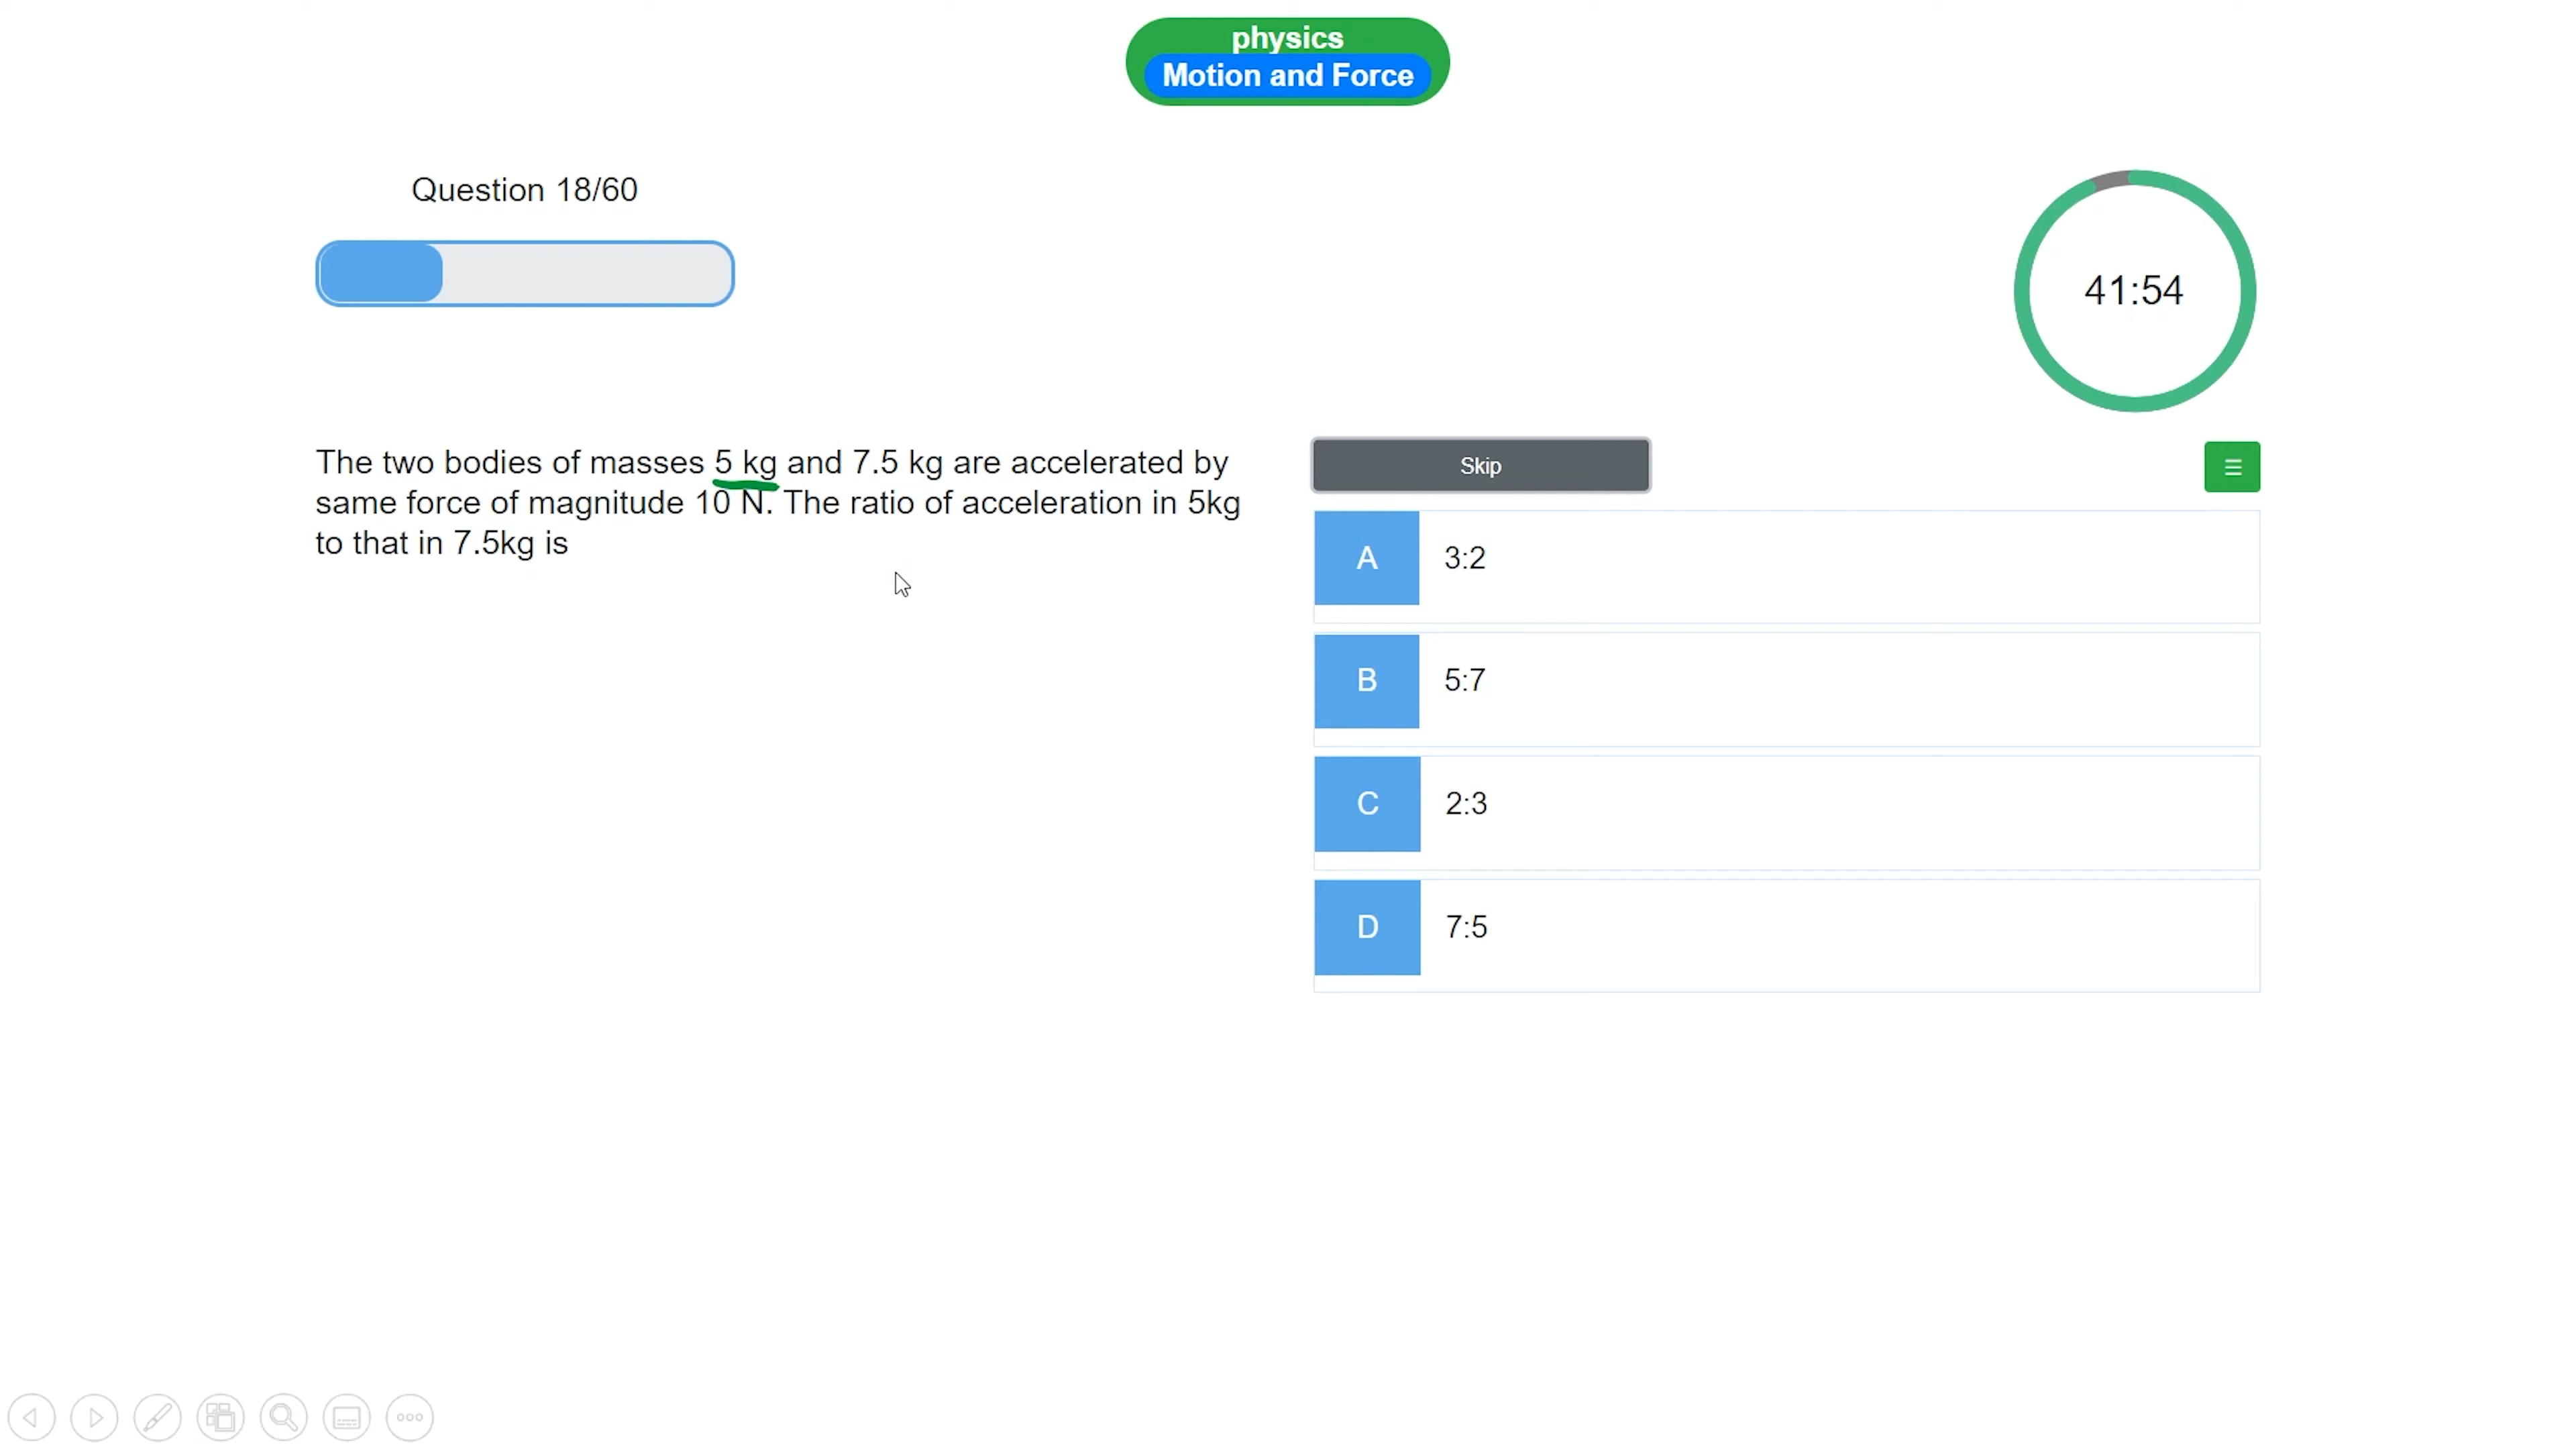 physics
Motion and Force
Question 18/60
41:54
The two bodies of masses 5 kg and 7.5 kg are accelerated by
same force of magnitude 10 N. The ratio of acceleration in 5kg
to that in 7.5kg is
Skip
A 3:2
B 5:7
C 2:3
D 7:5